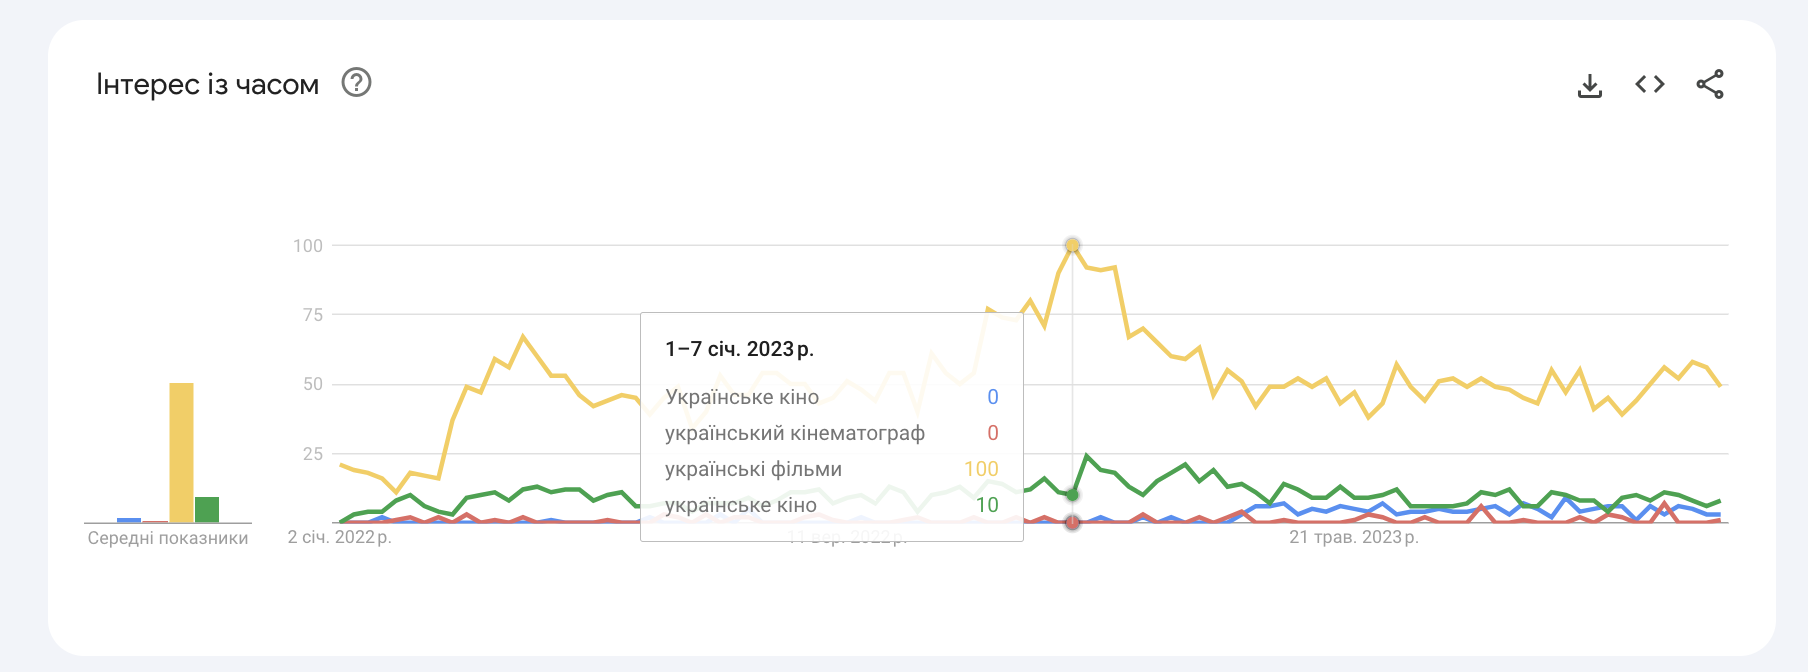 Інтерес із часом
100
75
50
25
1–7 січ. 2023 р.
Українське кіно 0
український кінематограф 0
українські фільми 100
українське кіно 10
Середні показники
2 січ. 2022 р.
11 вер. 2022 р.
21 трав. 2023 р.